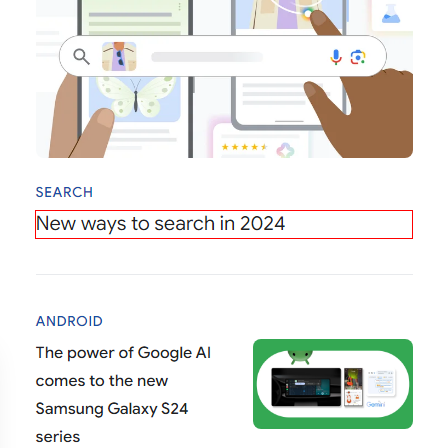 SEARCH
New ways to search in 2024
ANDROID
The power of Google AI
comes to the new
Samsung Galaxy S24
series
Gemini